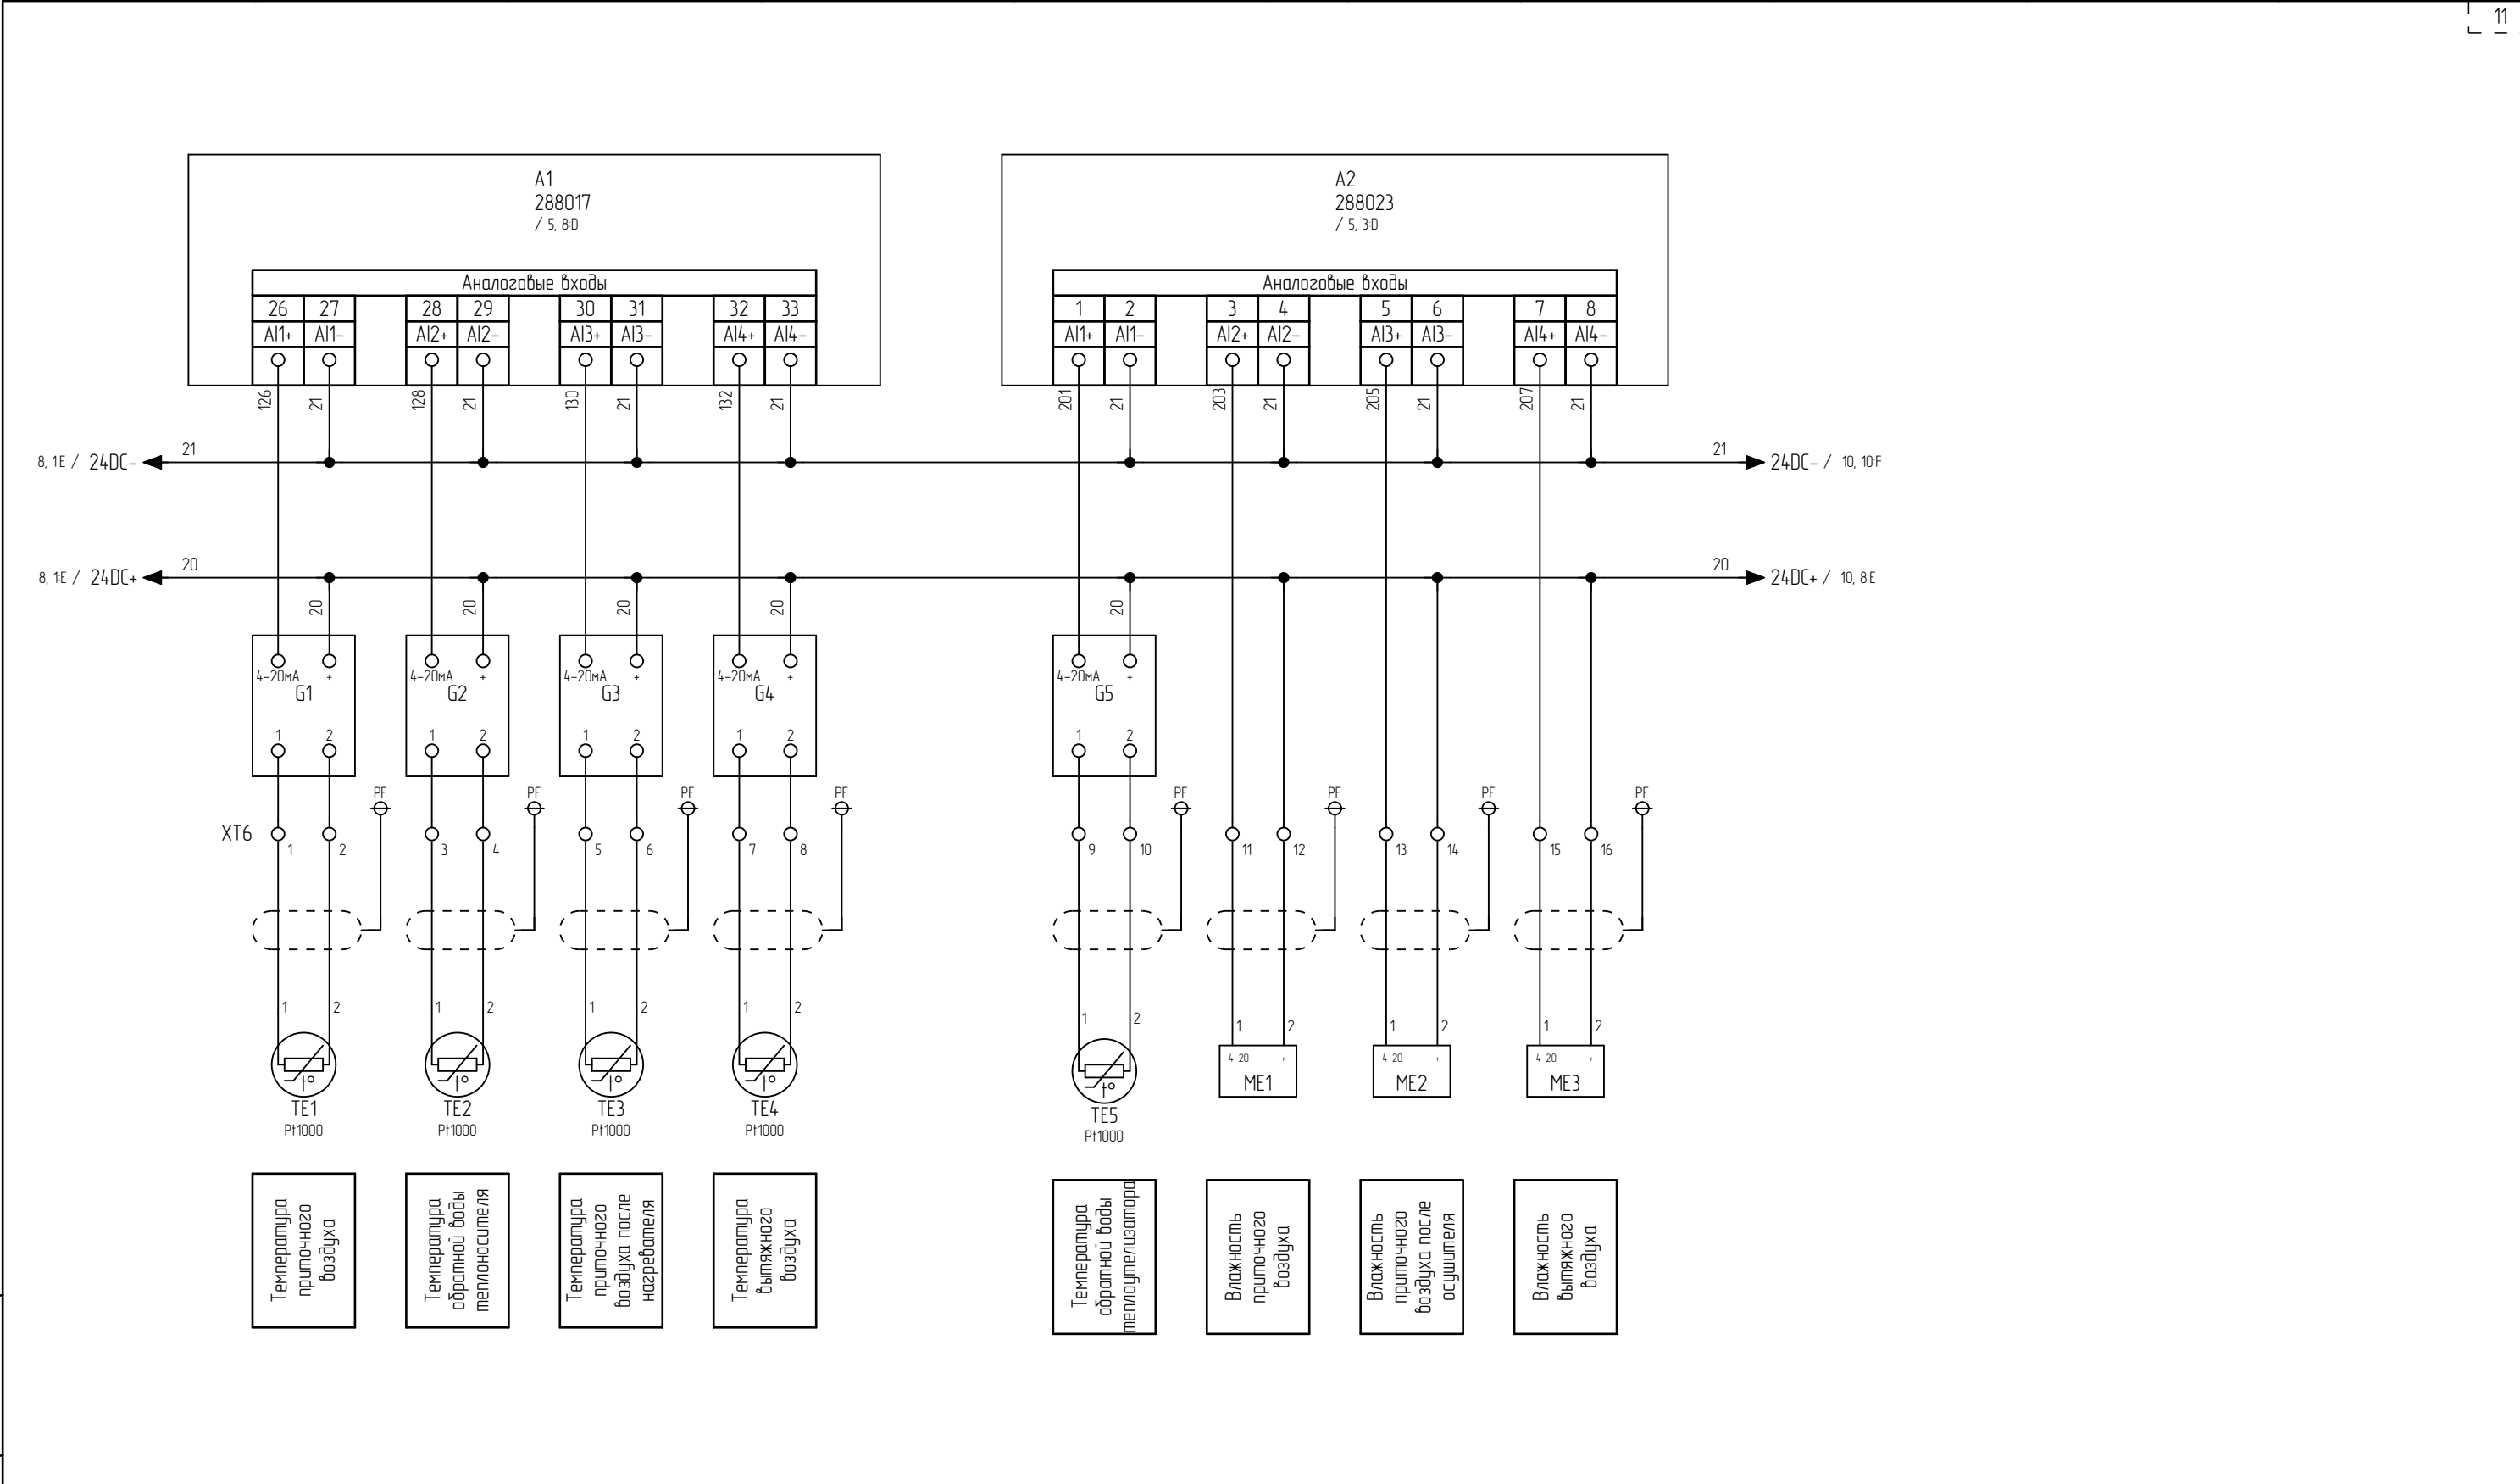 11
A1
288017
/ 5, 8:D
A2
288023
/ 5, 3:D
Аналоговые входы
Аналоговые входы
26 27 28 29 30 31 32 33
1 2 3 4 5 6 7 8
AI1+ AI1– AI2+ AI2– AI3+ AI3– AI4+ AI4–
AI1+ AI1– AI2+ AI2– AI3+ AI3– AI4+ AI4–
126 21 128 21 130 21 132 21
201 21 203 21 205 21 207 21
8, 1:E / 24DC– 21
21 24DC– / 10, 10:F
8, 1:E / 24DC+ 20
20 24DC+ / 10, 8:E
20 20 20 20 20
4–20мА + 4–20мА + 4–20мА + 4–20мА + 4–20мА +
G1 G2 G3 G4 G5
1 2 1 2 1 2 1 2 1 2
PE PE PE PE PE PE PE PE
XT6
1 2 3 4 5 6 7 8 9 10 11 12 13 14 15 16
1 2 1 2 1 2 1 2 1 2 1 2 1 2 1 2
4–20 + 4–20 + 4–20 +
ME1 ME2 ME3
t° t° t° t° t°
TE1 TE2 TE3 TE4 TE5
Pt1000 Pt1000 Pt1000 Pt1000 Pt1000
Температура
приточного
воздуха
Температура
обратной воды
теплоносителя
Температура
приточного
воздуха после
нагревателя
Температура
вытяжного
воздуха
Температура
обратной воды
теплоутелизатора
Влажность
приточного
воздуха
Влажность
приточного
воздуха после
осушителя
Влажность
вытяжного
воздуха